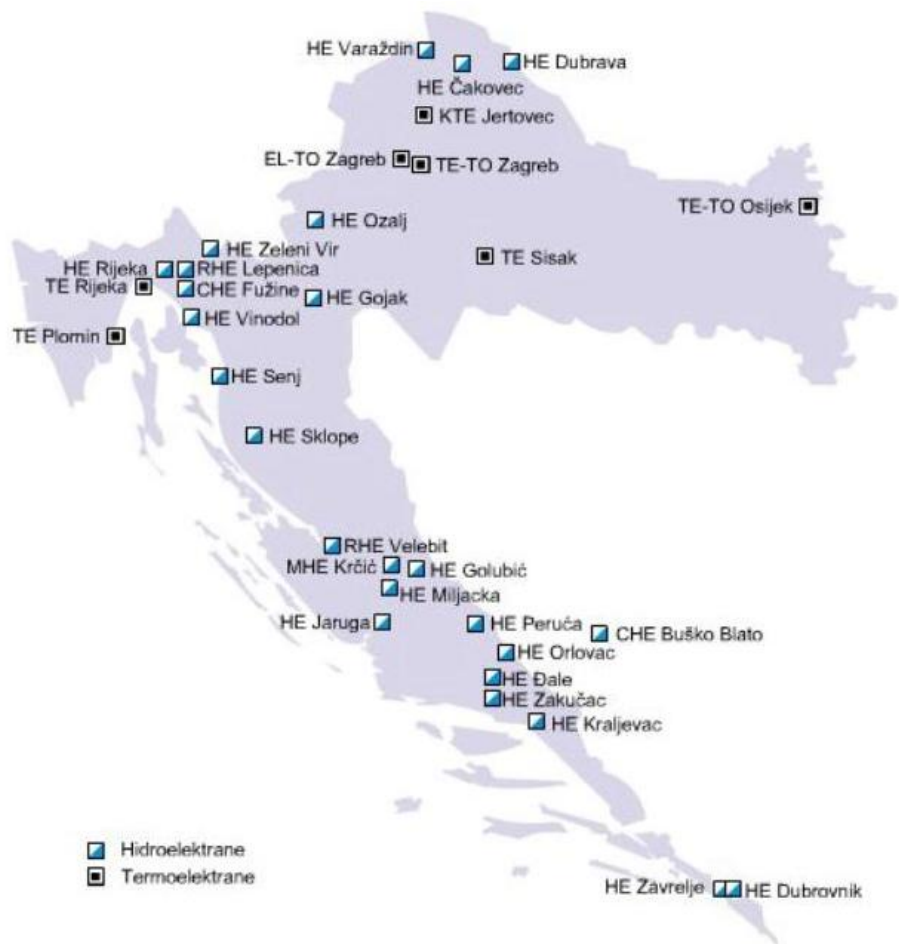 HE Varaždin
HE Dubrava
HE Čakovec
KTE Jertovec
EL-TO Zagreb
TE-TO Zagreb
TE-TO Osijek
HE Ozalj
HE Zeleni Vir
TE Sisak
HE Rijeka
RHE Lepenica
TE Rijeka
CHE Fužine
HE Gojak
HE Vinodol
TE Plomin
HE Senj
HE Sklope
RHE Velebit
MHE Krčić
HE Golubić
HE Miljacka
HE Jaruga
HE Peruća
CHE Buško Blato
HE Orlovac
HE Đale
HE Zakučac
HE Kraljevac
Hidroelektrane
Termoelektrane
HE Zavrelje
HE Dubrovnik